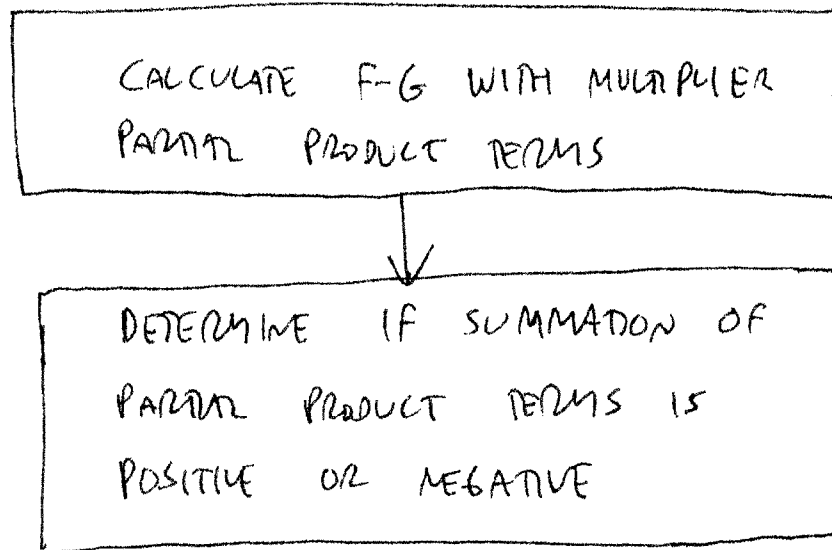 CALCULATE F-G WITH MULTIPLIER
PARTIAL PRODUCT TERMS
DETERMINE IF SUMMATION OF
PARTIAL PRODUCT TERMS IS
POSITIVE OR NEGATIVE